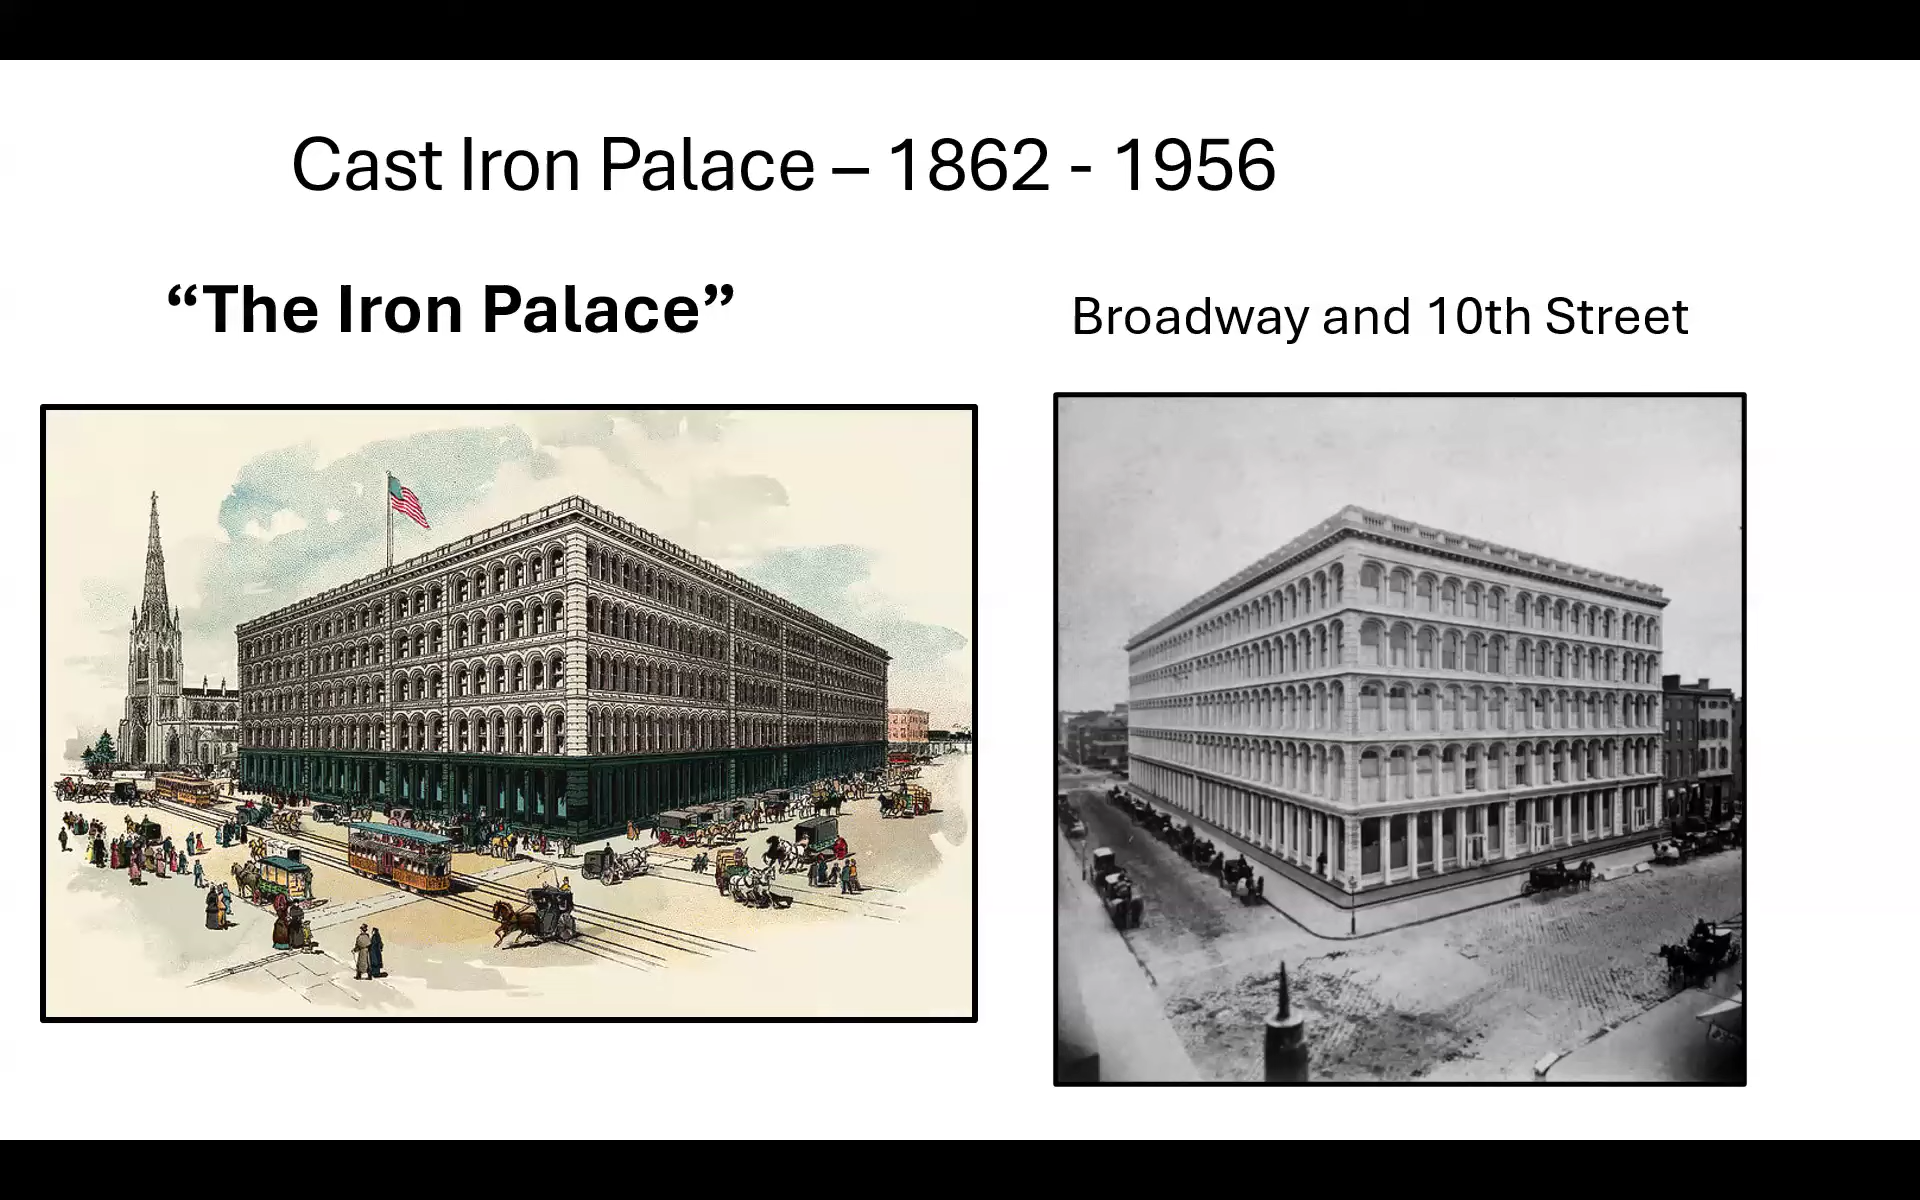 Cast Iron Palace – 1862 - 1956
“The Iron Palace”
Broadway and 10th Street